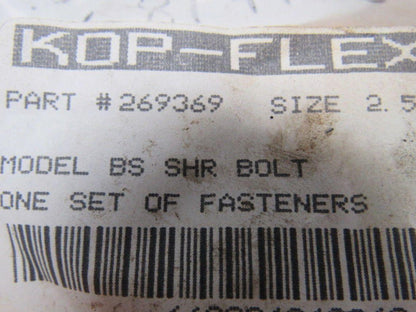 KOP-FLEX
PART # 269369 SIZE 2.5
MODEL BS SHR BOLT
ONE SET OF FASTENERS